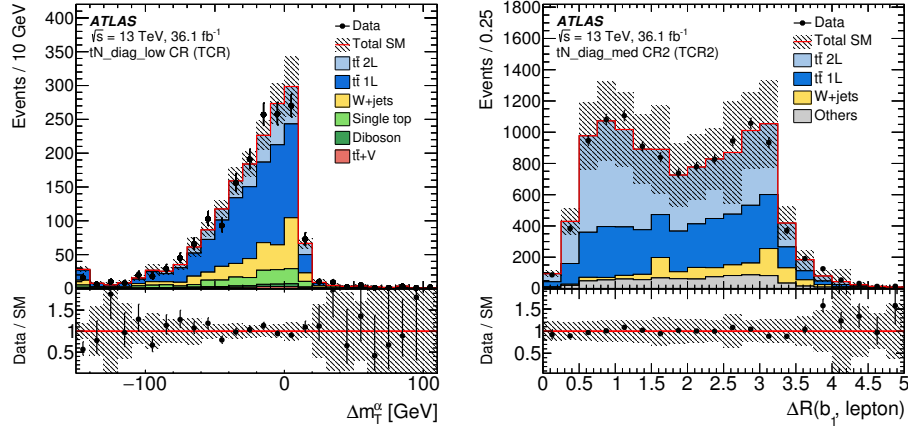 Events / 10 GeV
400
350
300
250
200
150
100
50
0
ATLAS
√s = 13 TeV, 36.1 fb⁻¹
tN_diag_low CR (TCR)
Data
Total SM
tt̄ 2L
tt̄ 1L
W+jets
Single top
Diboson
tt̄+V
Data / SM
1.5
1
0.5
−100
0
100
Δm_T^α [GeV]
Events / 0.25
1800
1600
1400
1200
1000
800
600
400
200
0
ATLAS
√s = 13 TeV, 36.1 fb⁻¹
tN_diag_med CR2 (TCR2)
Data
Total SM
tt̄ 2L
tt̄ 1L
W+jets
Others
Data / SM
1.5
1
0.5
0
0.5
1
1.5
2
2.5
3
3.5
4
4.5
5
ΔR(b₁, lepton)